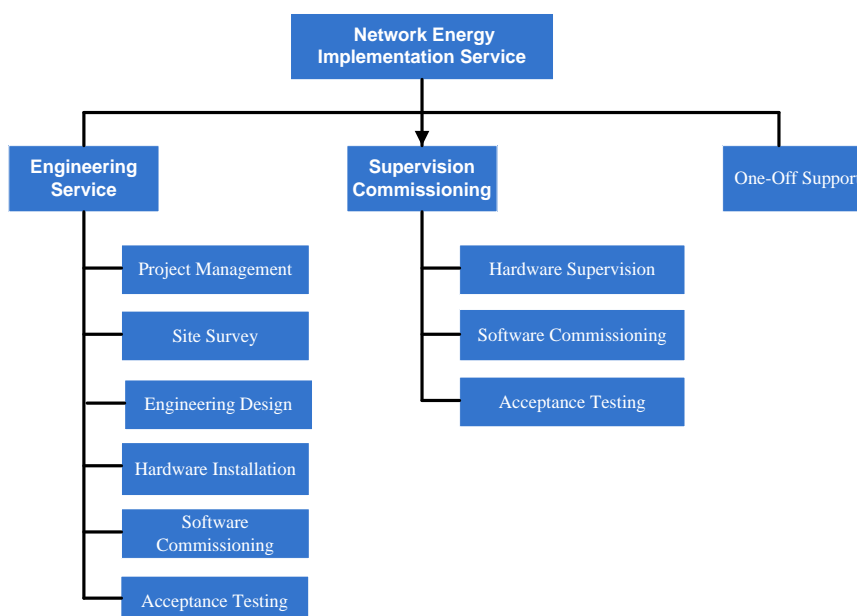 Network Energy
Implementation Service
Engineering
Service
Supervision
Commissioning
One-Off Support
Project Management
Site Survey
Engineering Design
Hardware Installation
Software
Commissioning
Acceptance Testing
Hardware Supervision
Software Commissioning
Acceptance Testing